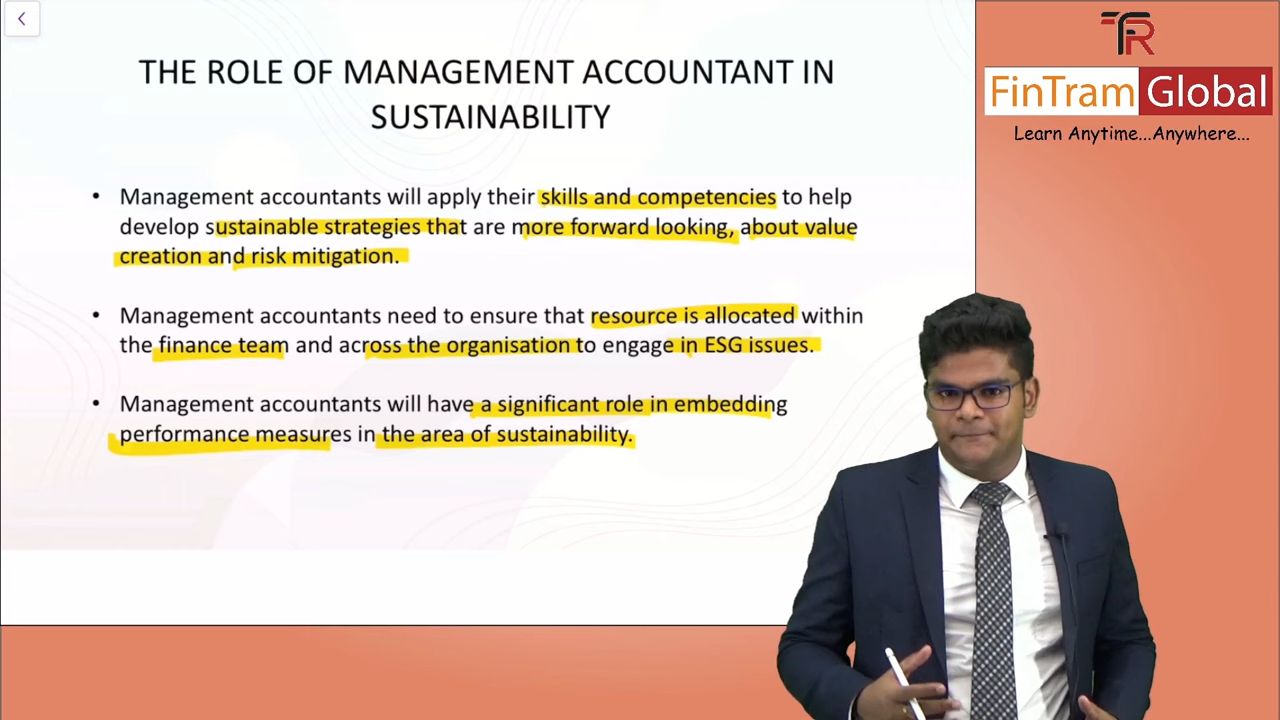 THE ROLE OF MANAGEMENT ACCOUNTANT IN
SUSTAINABILITY
• Management accountants will apply their skills and competencies to help
develop sustainable strategies that are more forward looking, about value
creation and risk mitigation.
• Management accountants need to ensure that resource is allocated within
the finance team and across the organisation to engage in ESG issues.
• Management accountants will have a significant role in embedding
performance measures in the area of sustainability.
FinTram Global
Learn Anytime...Anywhere...